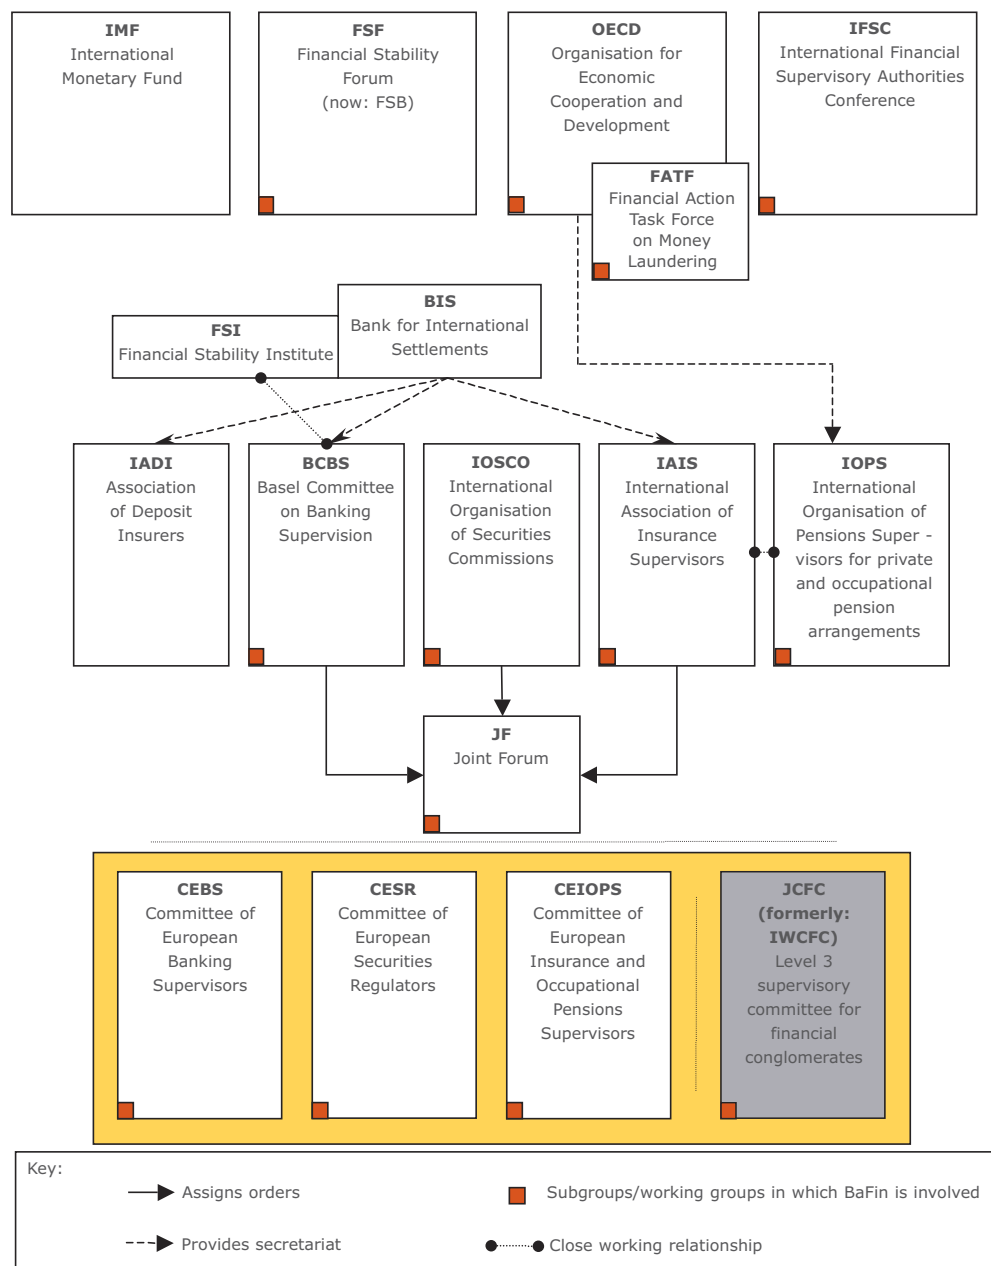 IMF
International
Monetary Fund
FSF
Financial Stability
Forum
(now: FSB)
OECD
Organisation for
Economic
Cooperation and
Development
IFSC
International Financial
Supervisory Authorities
Conference
FATF
Financial Action
Task Force
on Money
Laundering
BIS
Bank for International
Settlements
FSI
Financial Stability Institute
IADI
Association
of Deposit
Insurers
BCBS
Basel Committee
on Banking
Supervision
IOSCO
International
Organisation
of Securities
Commissions
IAIS
International
Association of
Insurance
Supervisors
IOPS
International
Organisation of
Pensions Super -
visors for private
and occupational
pension
arrangements
JF
Joint Forum
CEBS
Committee of
European
Banking
Supervisors
CESR
Committee of
European
Securities
Regulators
CEIOPS
Committee of
European
Insurance and
Occupational
Pensions
Supervisors
JCFC
(formerly:
IWCFC)
Level 3
supervisory
committee for
financial
conglomerates
Key:
Assigns orders
Subgroups/working groups in which BaFin is involved
Provides secretariat
Close working relationship